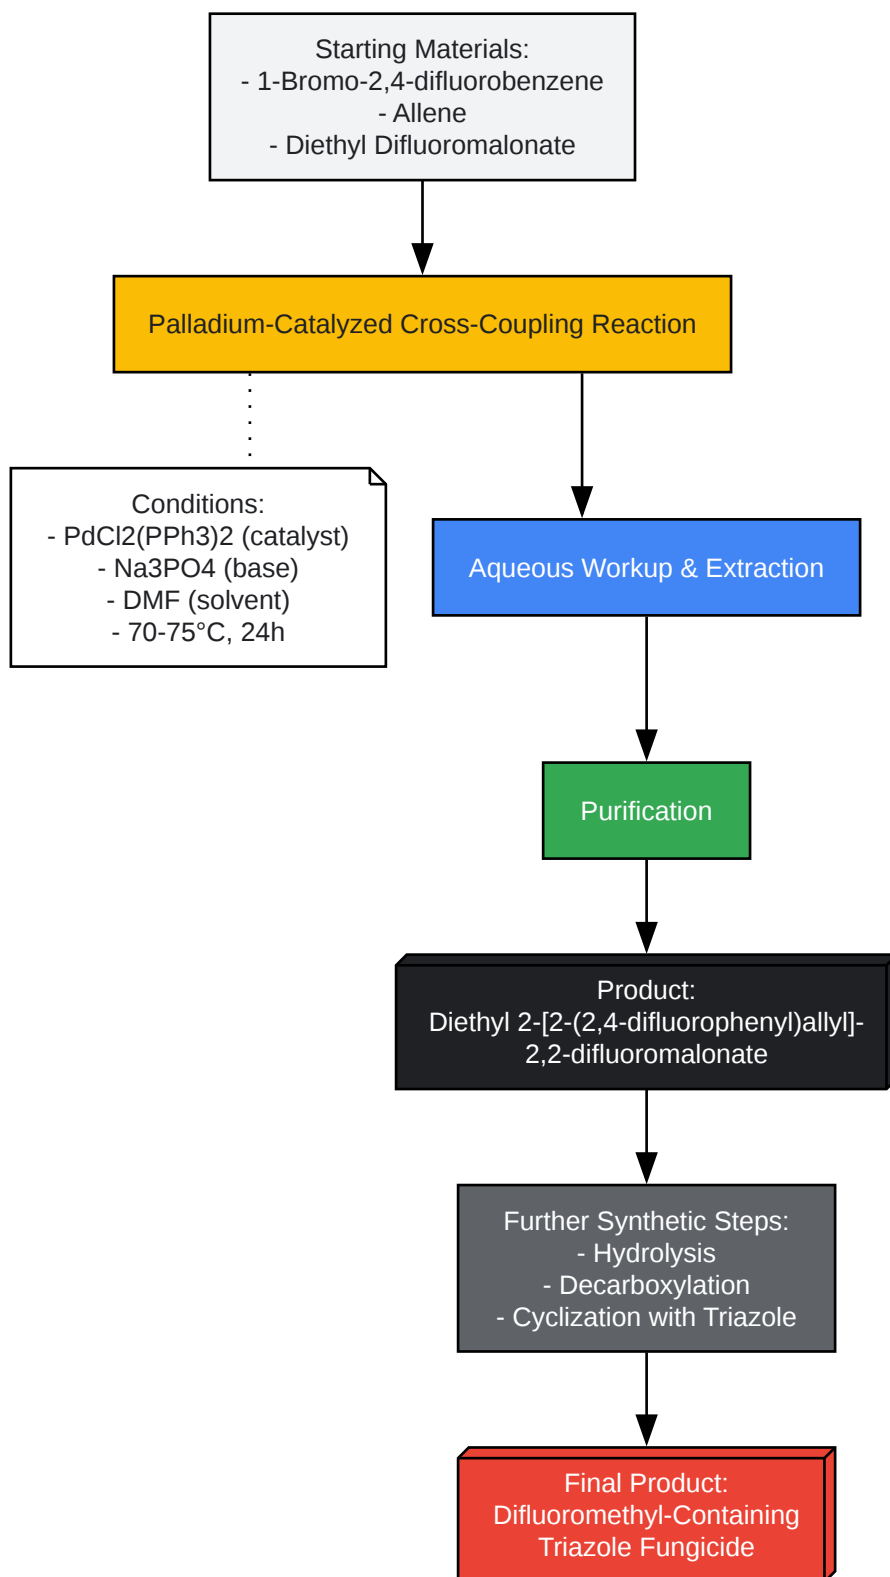 Starting Materials:
- 1-Bromo-2,4-difluorobenzene
- Allene
- Diethyl Difluoromalonate
Palladium-Catalyzed Cross-Coupling Reaction
Conditions:
- PdCl2(PPh3)2 (catalyst)
- Na3PO4 (base)
- DMF (solvent)
- 70-75°C, 24h
Aqueous Workup & Extraction
Purification
Product:
Diethyl 2-[2-(2,4-difluorophenyl)allyl]-
2,2-difluoromalonate
Further Synthetic Steps:
- Hydrolysis
- Decarboxylation
- Cyclization with Triazole
Final Product:
Difluoromethyl-Containing
Triazole Fungicide